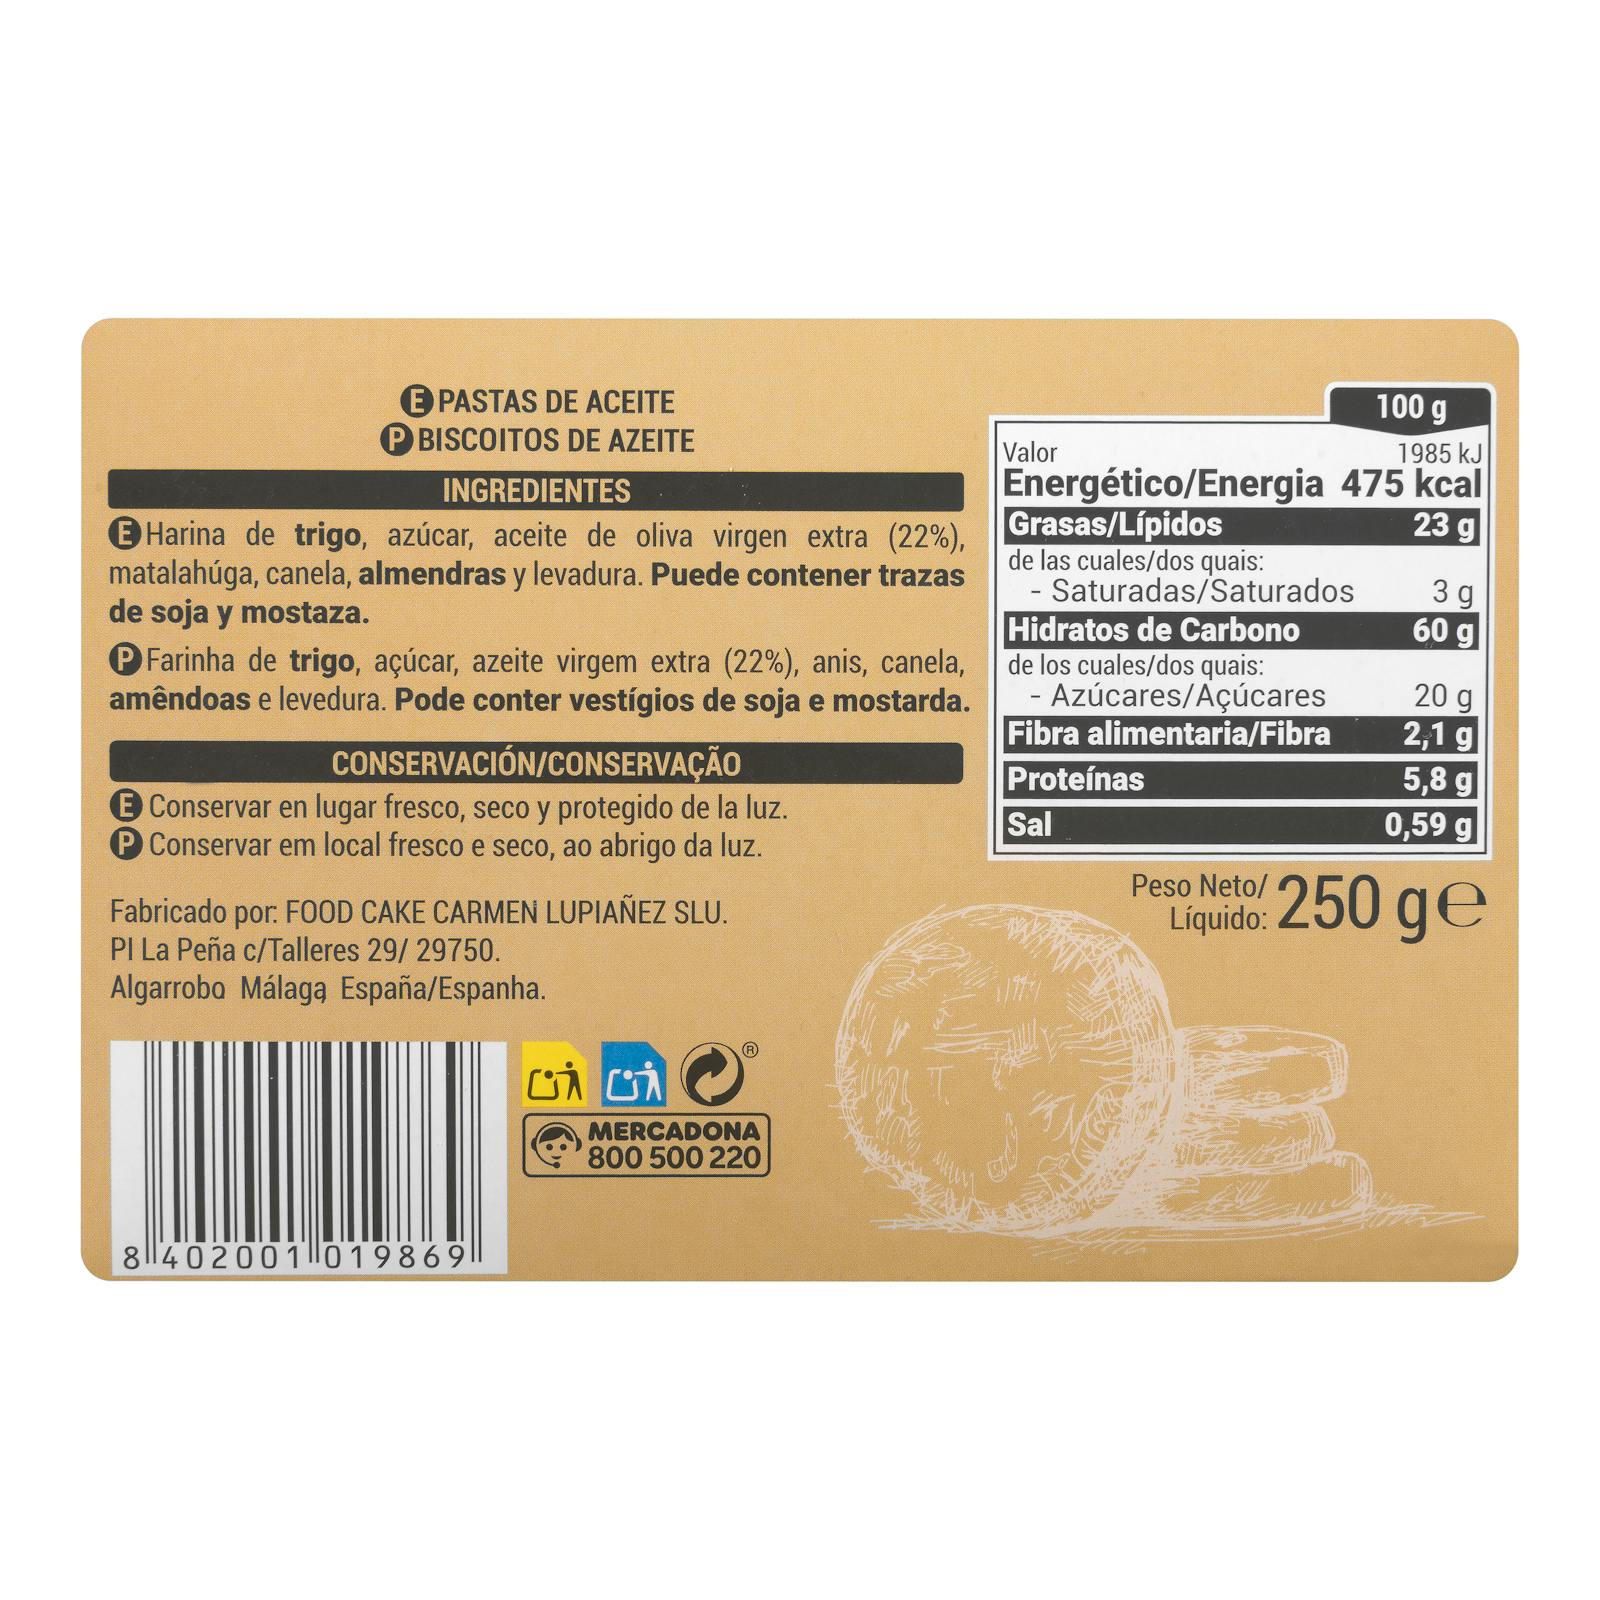 E PASTAS DE ACEITE
P BISCOITOS DE AZEITE
INGREDIENTES
E Harina de trigo, azúcar, aceite de oliva virgen extra (22%),
matalahúga, canela, almendras y levadura. Puede contener trazas
de soja y mostaza.
P Farinha de trigo, açúcar, azeite virgem extra (22%), anis, canela,
amêndoas e levedura. Pode conter vestígios de soja e mostarda.
CONSERVACIÓN/CONSERVAÇÃO
E Conservar en lugar fresco, seco y protegido de la luz.
P Conservar em local fresco e seco, ao abrigo da luz.
Fabricado por: FOOD CAKE CARMEN LUPIAÑEZ SLU.
PI La Peña c/Talleres 29/ 29750.
Algarrobo Málaga España/Espanha.
8 402001 019869
®
MERCADONA
800 500 220
100 g
Valor 1985 kJ
Energético/Energia 475 kcal
Grasas/Lípidos 23 g
de las cuales/dos quais:
- Saturadas/Saturados 3 g
Hidratos de Carbono 60 g
de los cuales/dos quais:
- Azúcares/Açúcares 20 g
Fibra alimentaria/Fibra 2,1 g
Proteínas 5,8 g
Sal 0,59 g
Peso Neto/
Líquido: 250 g e